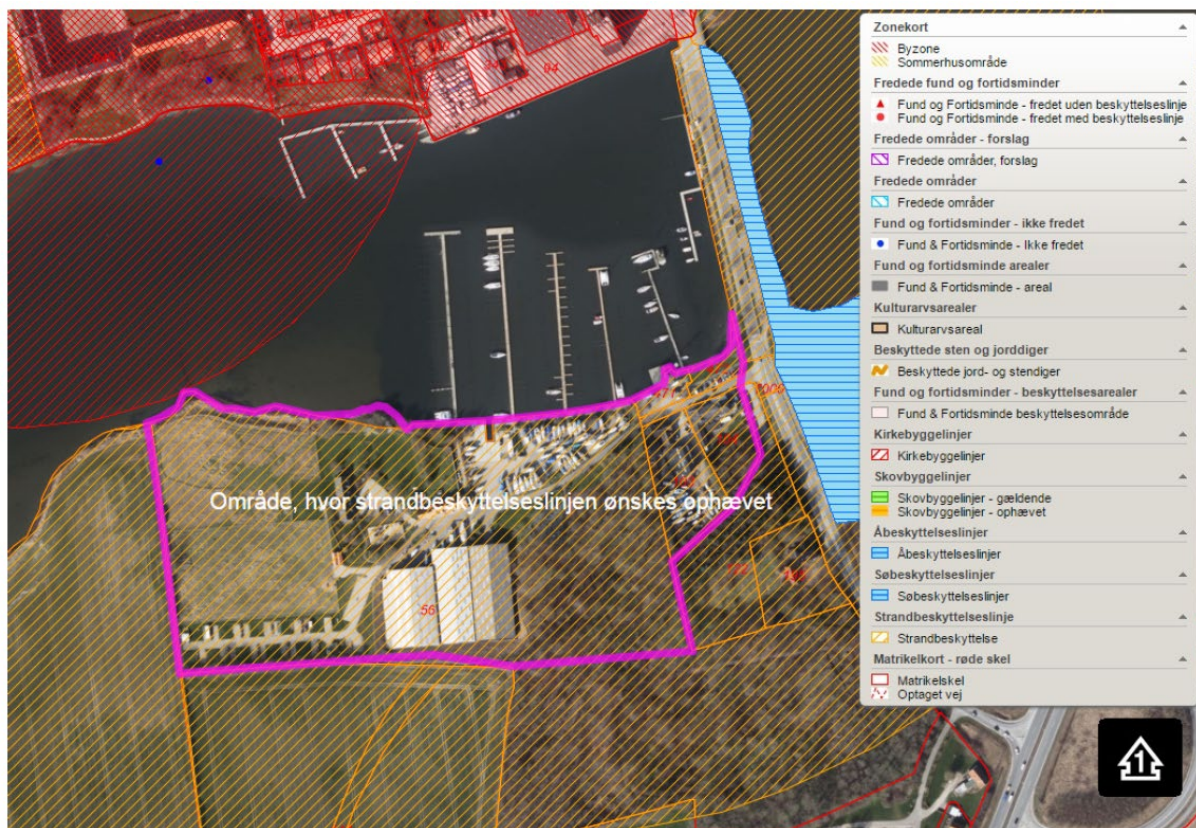 Zonekort
Byzone
Sommerhusområde
Fredede fund og fortidsminder
Fund og Fortidsminde - fredet uden beskyttelseslinje
Fund og Fortidsminde - fredet med beskyttelseslinje
Fredede områder - forslag
Fredede områder, forslag
Fredede områder
Fredede områder
Fund og fortidsminder - ikke fredet
Fund & Fortidsminde - Ikke fredet
Fund og fortidsminde arealer
Fund & Fortidsminde - areal
Kulturarvsarealer
Kulturarvsareal
Beskyttede sten og jorddiger
Beskyttede jord- og stendiger
Fund og fortidsminder - beskyttelsesarealer
Fund & Fortidsminde beskyttelsesområde
Kirkebyggelinjer
Kirkebyggelinjer
Skovbyggelinjer
Skovbyggelinjer - gældende
Skovbyggelinjer - ophævet
Åbeskyttelseslinjer
Åbeskyttelseslinjer
Søbeskyttelseslinjer
Søbeskyttelseslinjer
Strandbeskyttelseslinje
Strandbeskyttelse
Matrikelkort - røde skel
Matrikelskel
Optaget vej
94
Område, hvor strandbeskyttelseslinjen ønskes ophævet
56
1